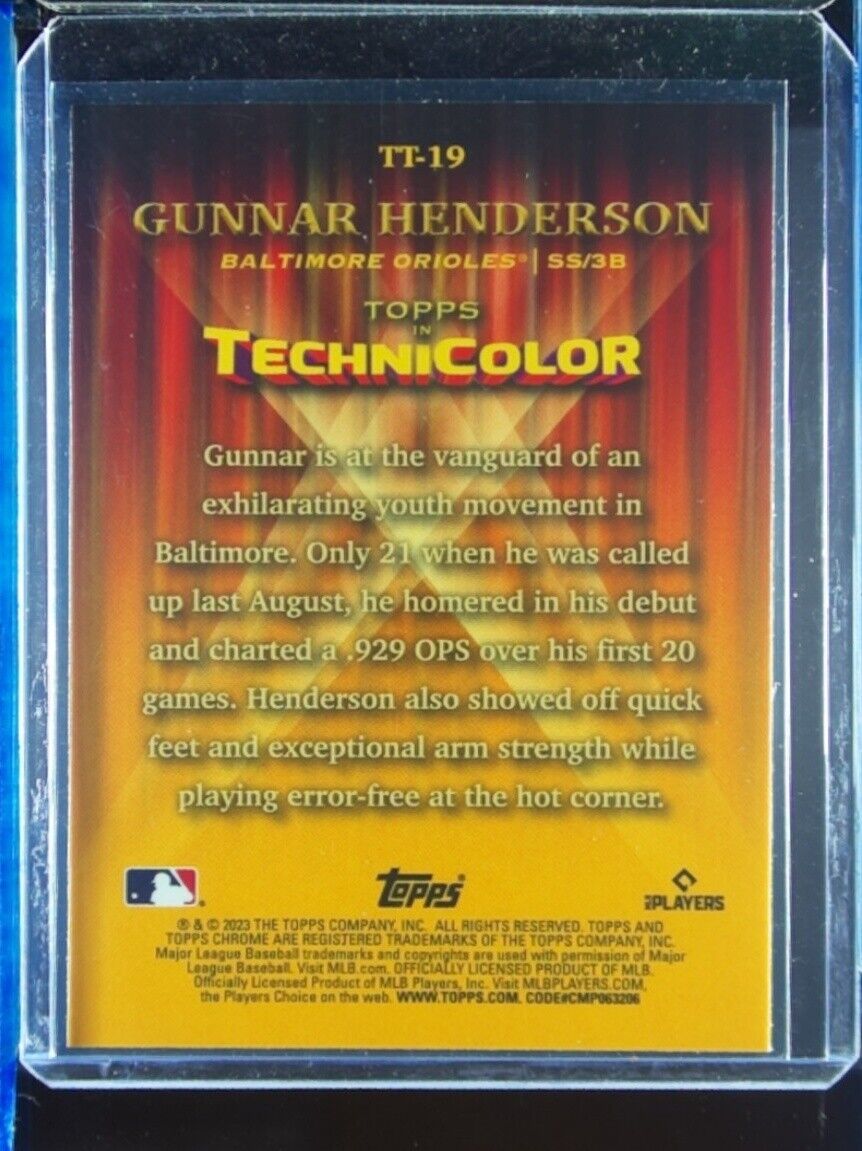 TT-19
GUNNAR HENDERSON
BALTIMORE ORIOLES® | SS/3B
TOPPS
IN
TECHNICOLOR
Gunnar is at the vanguard of an
exhilarating youth movement in
Baltimore. Only 21 when he was called
up last August, he homered in his debut
and charted a .929 OPS over his first 20
games. Henderson also showed off quick
feet and exceptional arm strength while
playing error-free at the hot corner.
topps®
PLAYERS
® & © 2023 THE TOPPS COMPANY, INC. ALL RIGHTS RESERVED. TOPPS AND
TOPPS CHROME ARE REGISTERED TRADEMARKS OF THE TOPPS COMPANY, INC.
Major League Baseball trademarks and copyrights are used with permission of Major
League Baseball. Visit MLB.com. OFFICIALLY LICENSED PRODUCT OF MLB.
Officially Licensed Product of MLB Players, Inc. Visit MLBPLAYERS.COM,
the Players Choice on the web. WWW.TOPPS.COM. CODE#CMP063206